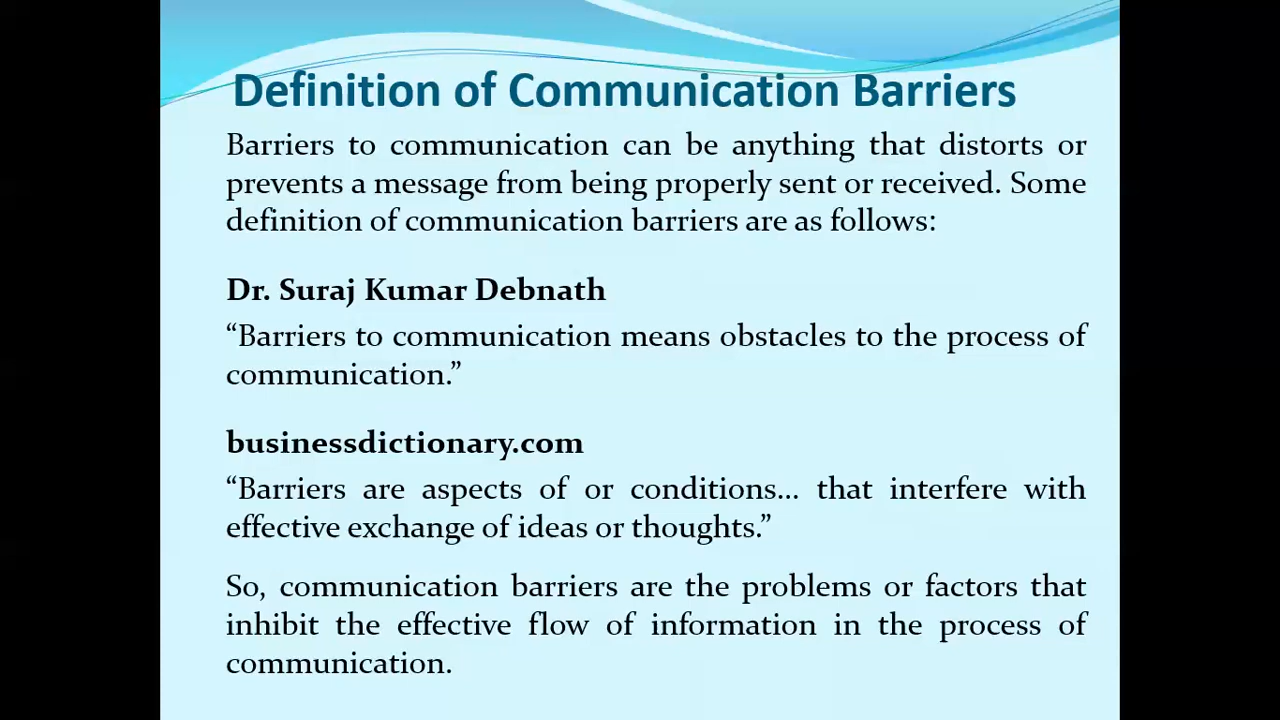 Definition of Communication Barriers
Barriers to communication can be anything that distorts or
prevents a message from being properly sent or received. Some
definition of communication barriers are as follows:
Dr. Suraj Kumar Debnath
“Barriers to communication means obstacles to the process of
communication.”
businessdictionary.com
“Barriers are aspects of or conditions... that interfere with
effective exchange of ideas or thoughts.”
So, communication barriers are the problems or factors that
inhibit the effective flow of information in the process of
communication.